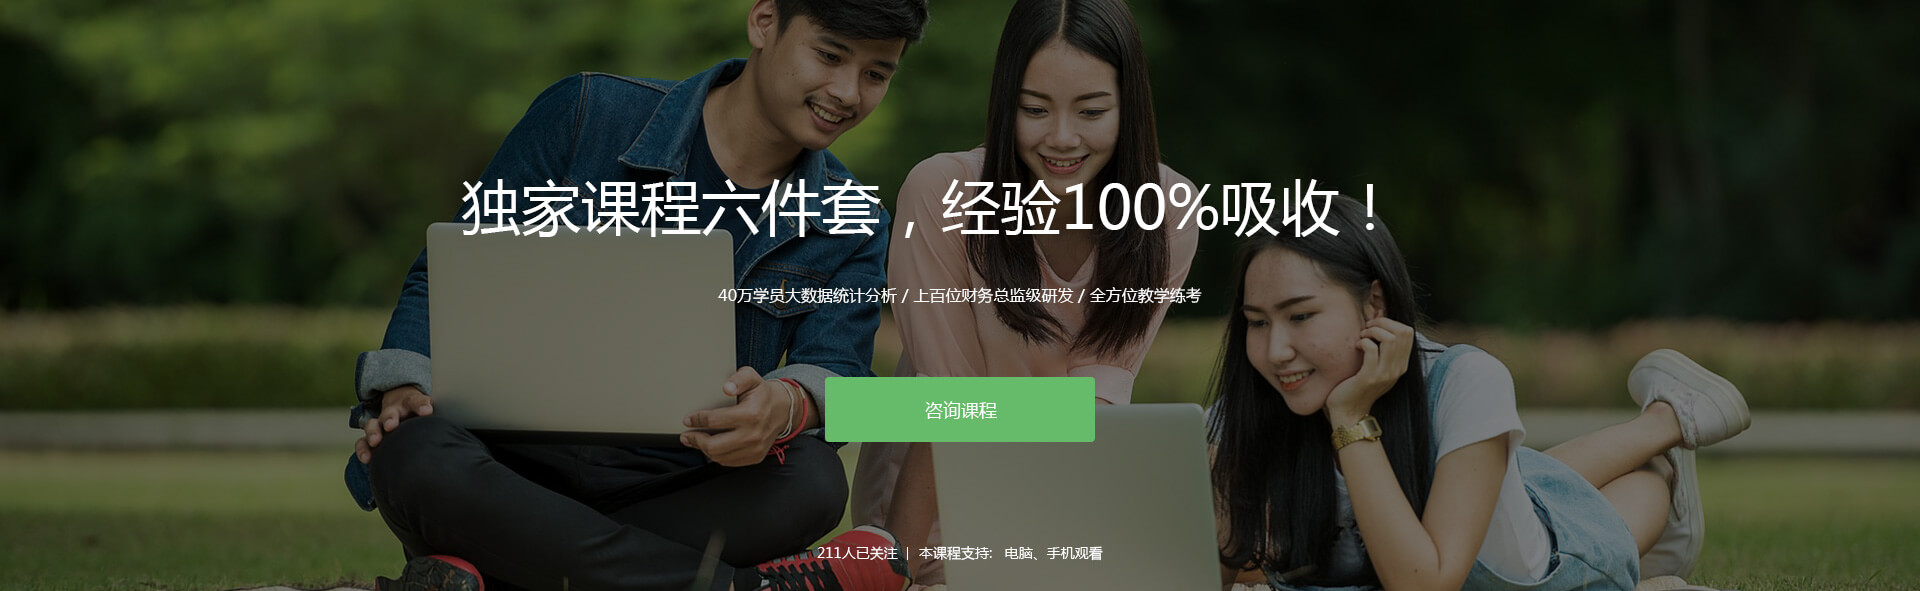 独家课程六件套，经验100%吸收！
40万学员大数据统计分析 / 上百位财务总监级研发 / 全方位教学练考
咨询课程
211人已关注 | 本课程支持: 电脑、手机观看